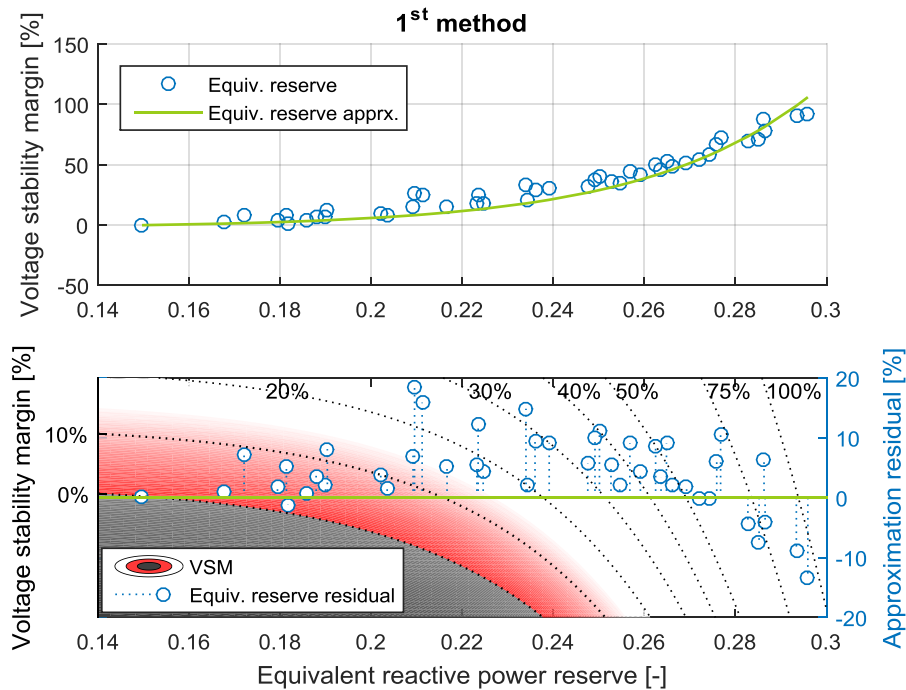 1st method
Voltage stability margin [%]
150
100
50
0
-50
Equiv. reserve
Equiv. reserve apprx.
0.14 0.16 0.18 0.2 0.22 0.24 0.26 0.28 0.3
Voltage stability margin [%]
10%
0%
20% 30% 40% 50% 75% 100%
VSM
Equiv. reserve residual
20
10
0
-10
-20
Approximation residual [%]
0.14 0.16 0.18 0.2 0.22 0.24 0.26 0.28 0.3
Equivalent reactive power reserve [-]